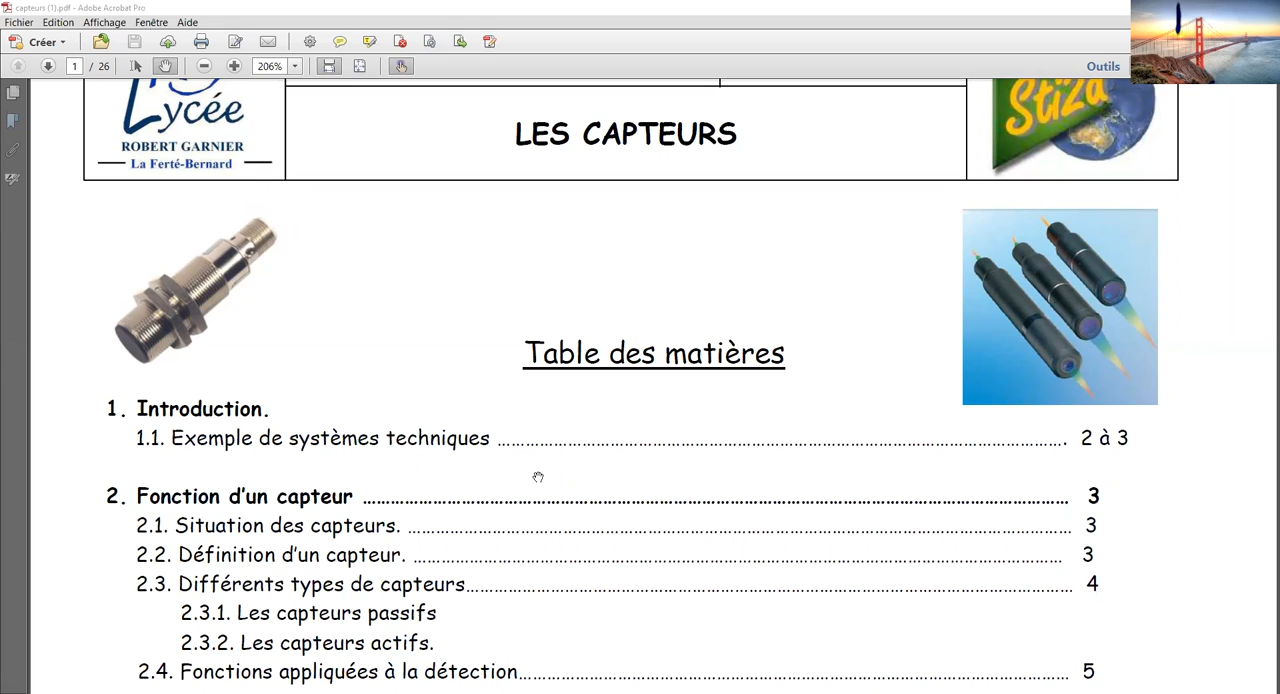 capteurs (1).pdf - Adobe Acrobat Pro
Fichier Edition Affichage Fenêtre Aide
Créer
1 / 26 206% Outils
Lycée
ROBERT GARNIER
La Ferté-Bernard
LES CAPTEURS
Sti2d
Table des matières
1. Introduction.
1.1. Exemple de systèmes techniques ................................................................. 2 à 3
2. Fonction d’un capteur ................................................................. 3
2.1. Situation des capteurs. ................................................................. 3
2.2. Définition d’un capteur. ................................................................. 3
2.3. Différents types de capteurs................................................................. 4
2.3.1. Les capteurs passifs
2.3.2. Les capteurs actifs.
2.4. Fonctions appliquées à la détection................................................................. 5